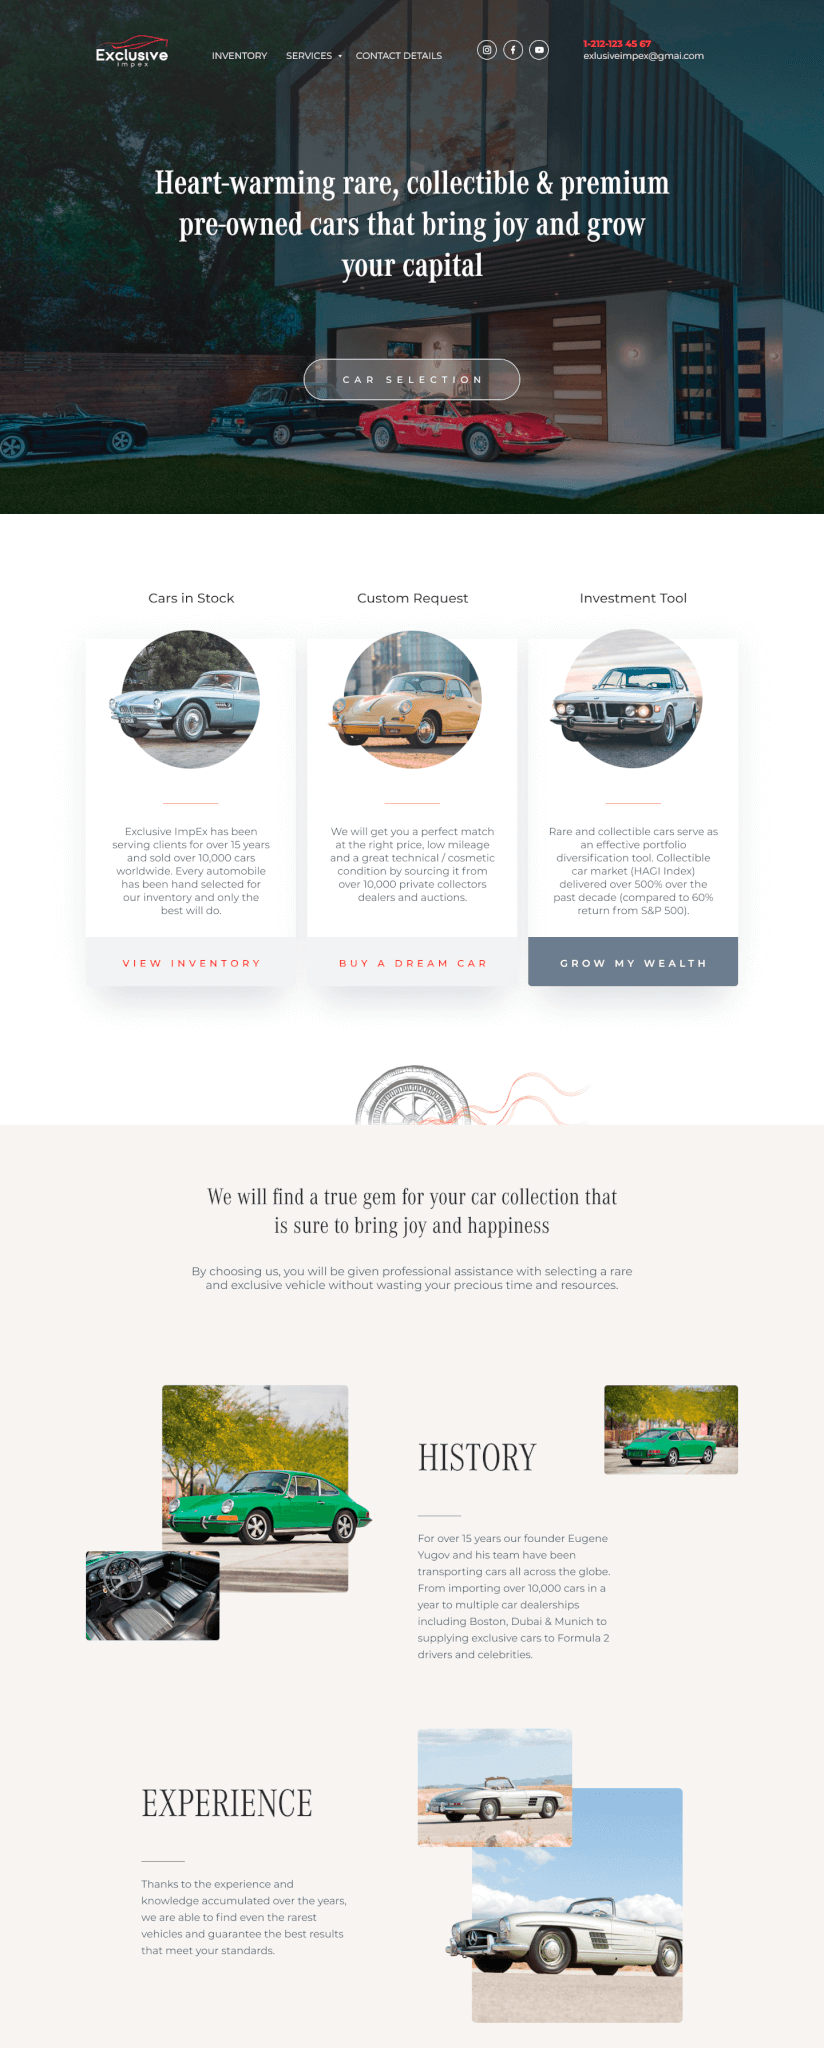 Exclusive
impex
INVENTORY
SERVICES
CONTACT DETAILS
1-212-123 45 67
exlusiveimpex@gmai.com
Heart-warming rare, collectible & premium
pre-owned cars that bring joy and grow
your capital
CAR SELECTION
Cars in Stock
Exclusive ImpEx has been
serving clients for over 15 years
and sold over 10,000 cars
worldwide. Every automobile
has been hand selected for
our inventory and only the
best will do.
VIEW INVENTORY
Custom Request
We will get you a perfect match
at the right price, low mileage
and a great technical / cosmetic
condition by sourcing it from
over 10,000 private collectors
dealers and auctions.
BUY A DREAM CAR
Investment Tool
Rare and collectible cars serve as
an effective portfolio
diversification tool. Collectible
car market (HAGI Index)
delivered over 500% over the
past decade (compared to 60%
return from S&P 500).
GROW MY WEALTH
We will find a true gem for your car collection that
is sure to bring joy and happiness
By choosing us, you will be given professional assistance with selecting a rare
and exclusive vehicle without wasting your precious time and resources.
HISTORY
For over 15 years our founder Eugene
Yugov and his team have been
transporting cars all across the globe.
From importing over 10,000 cars in a
year to multiple car dealerships
including Boston, Dubai & Munich to
supplying exclusive cars to Formula 2
drivers and celebrities.
EXPERIENCE
Thanks to the experience and
knowledge accumulated over the years,
we are able to find even the rarest
vehicles and guarantee the best results
that meet your standards.